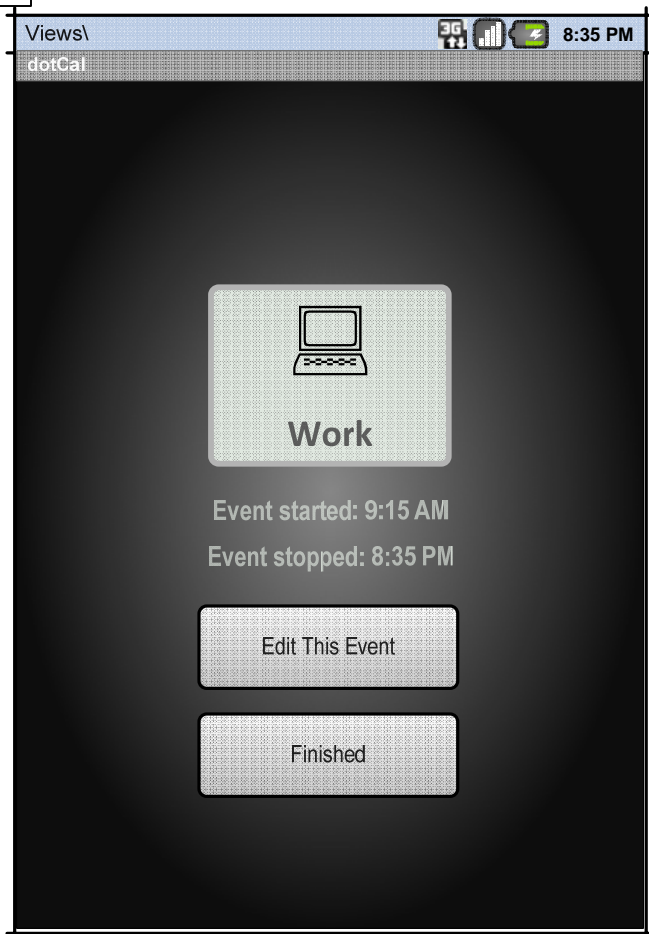 Views\
3G
8:35 PM
dotCal
Work
Event started: 9:15 AM
Event stopped: 8:35 PM
Edit This Event
Finished